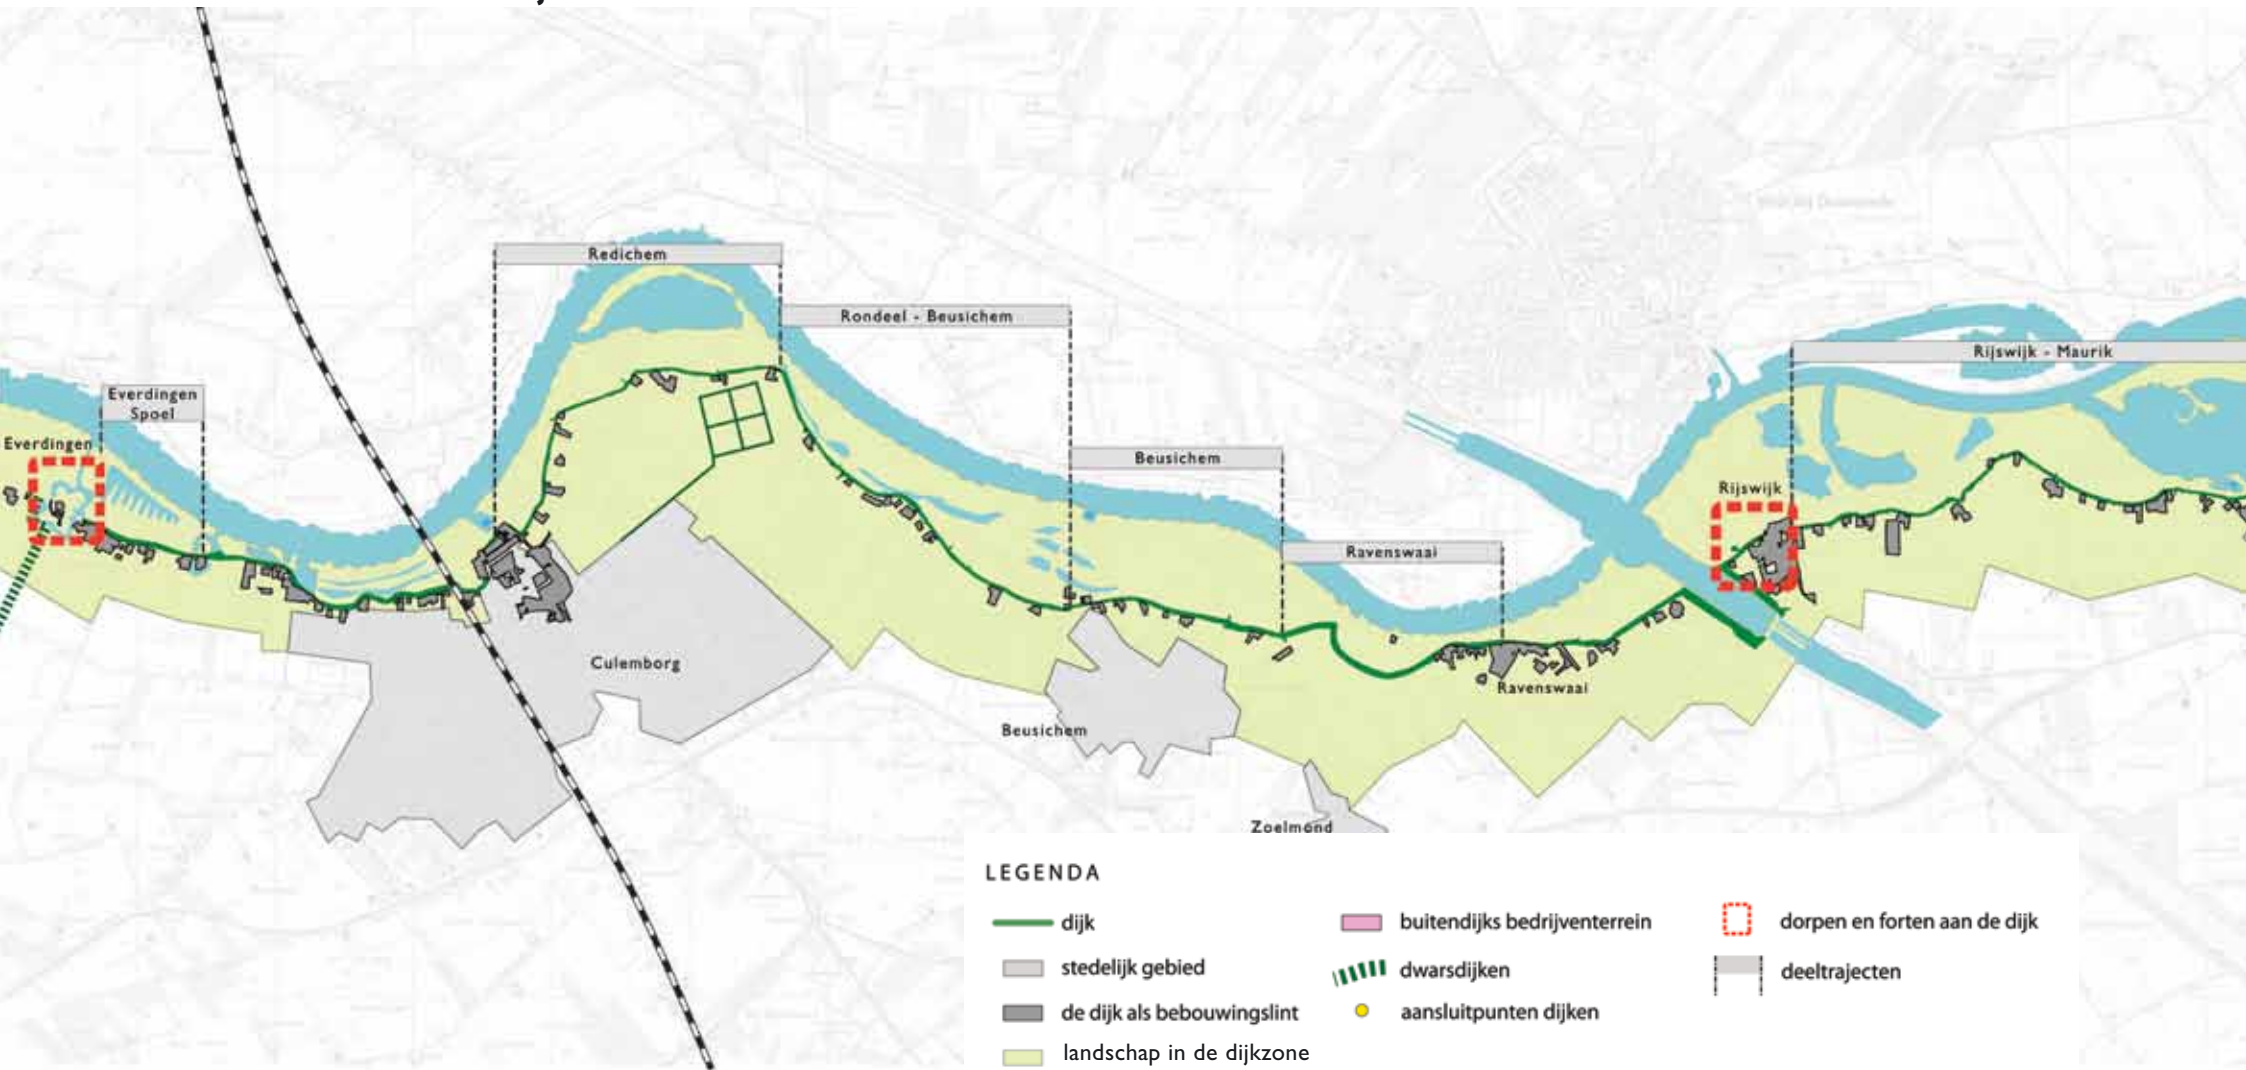 Redichem
Rondeel - Beusichem
Rijswijk - Maurik
Everdingen
Spoel
Everdingen
Beusichem
Rijswijk
Ravenswaai
Culemborg
Ravenswaai
Beusichem
Zoelmond
LEGENDA
dijk
stedelijk gebied
de dijk als bebouwingslint
landschap in de dijkzone
buitendijks bedrijventerrein
dwarsdijken
aansluitpunten dijken
dorpen en forten aan de dijk
deeltrajecten